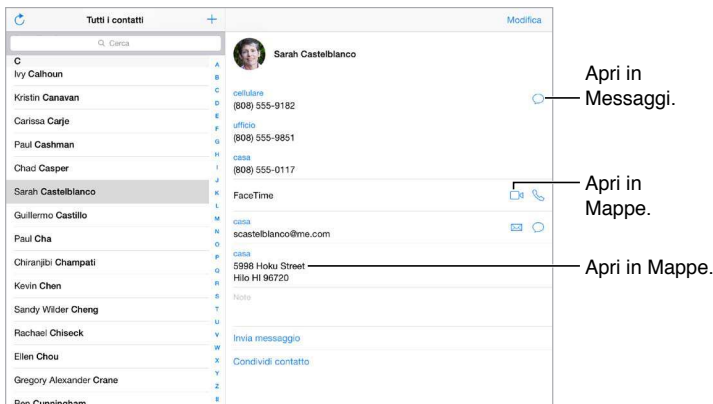 Tutti i contatti
+
Modifica
Cerca
C
Ivy Calhoun
Kristin Canavan
Carissa Carje
Paul Cashman
Chad Casper
Sarah Castelblanco
Guillermo Castillo
Paul Cha
Chiranjibi Champati
Kevin Chen
Sandy Wilder Cheng
Rachael Chiseck
Ellen Chou
Gregory Alexander Crane
Ben Cunningham
A
B
C
D
E
F
G
H
I
J
K
L
M
N
O
P
Q
R
S
T
U
V
W
X
Y
Z
#
Sarah Castelblanco
cellulare
(808) 555-9182
ufficio
(808) 555-9851
casa
(808) 555-0117
FaceTime
casa
scastelblanco@me.com
casa
5998 Hoku Street
Hilo HI 96720
Note
Invia messaggio
Condividi contatto
Apri in
Messaggi.
Apri in
Mappe.
Apri in Mappe.